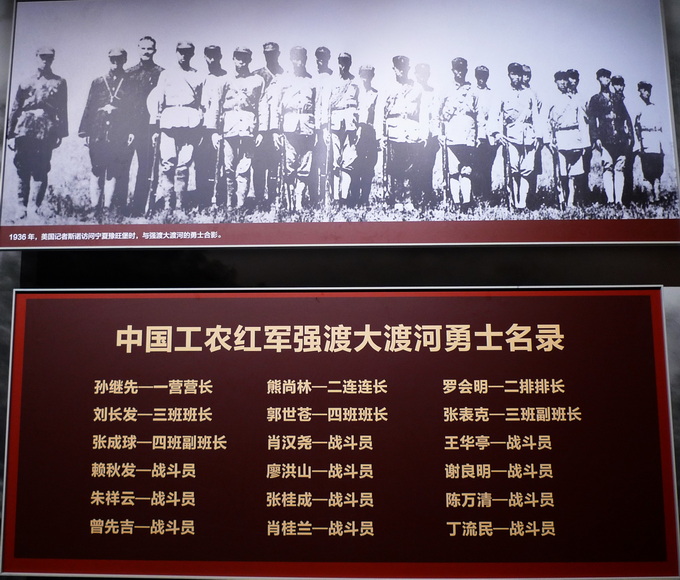 1936年，美国记者斯诺访问宁夏豫旺堡时，与强渡大渡河的勇士合影。
中国工农红军强渡大渡河勇士名录
孙继先—一营营长 熊尚林—二连连长 罗会明—二排排长
刘长发—三班班长 郭世苍—四班班长 张表克—三班副班长
张成球—四班副班长 肖汉尧—战斗员 王华亭—战斗员
赖秋发—战斗员 廖洪山—战斗员 谢良明—战斗员
朱祥云—战斗员 张桂成—战斗员 陈万清—战斗员
曾先吉—战斗员 肖桂兰—战斗员 丁流民—战斗员